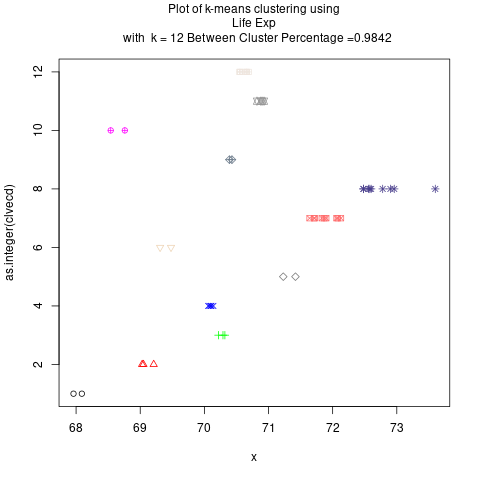 Plot of k-means clustering using
Life Exp
with k = 12 Between Cluster Percentage =0.9842
as.integer(clvecd)
12
10
8
6
4
2
68 69 70 71 72 73
x